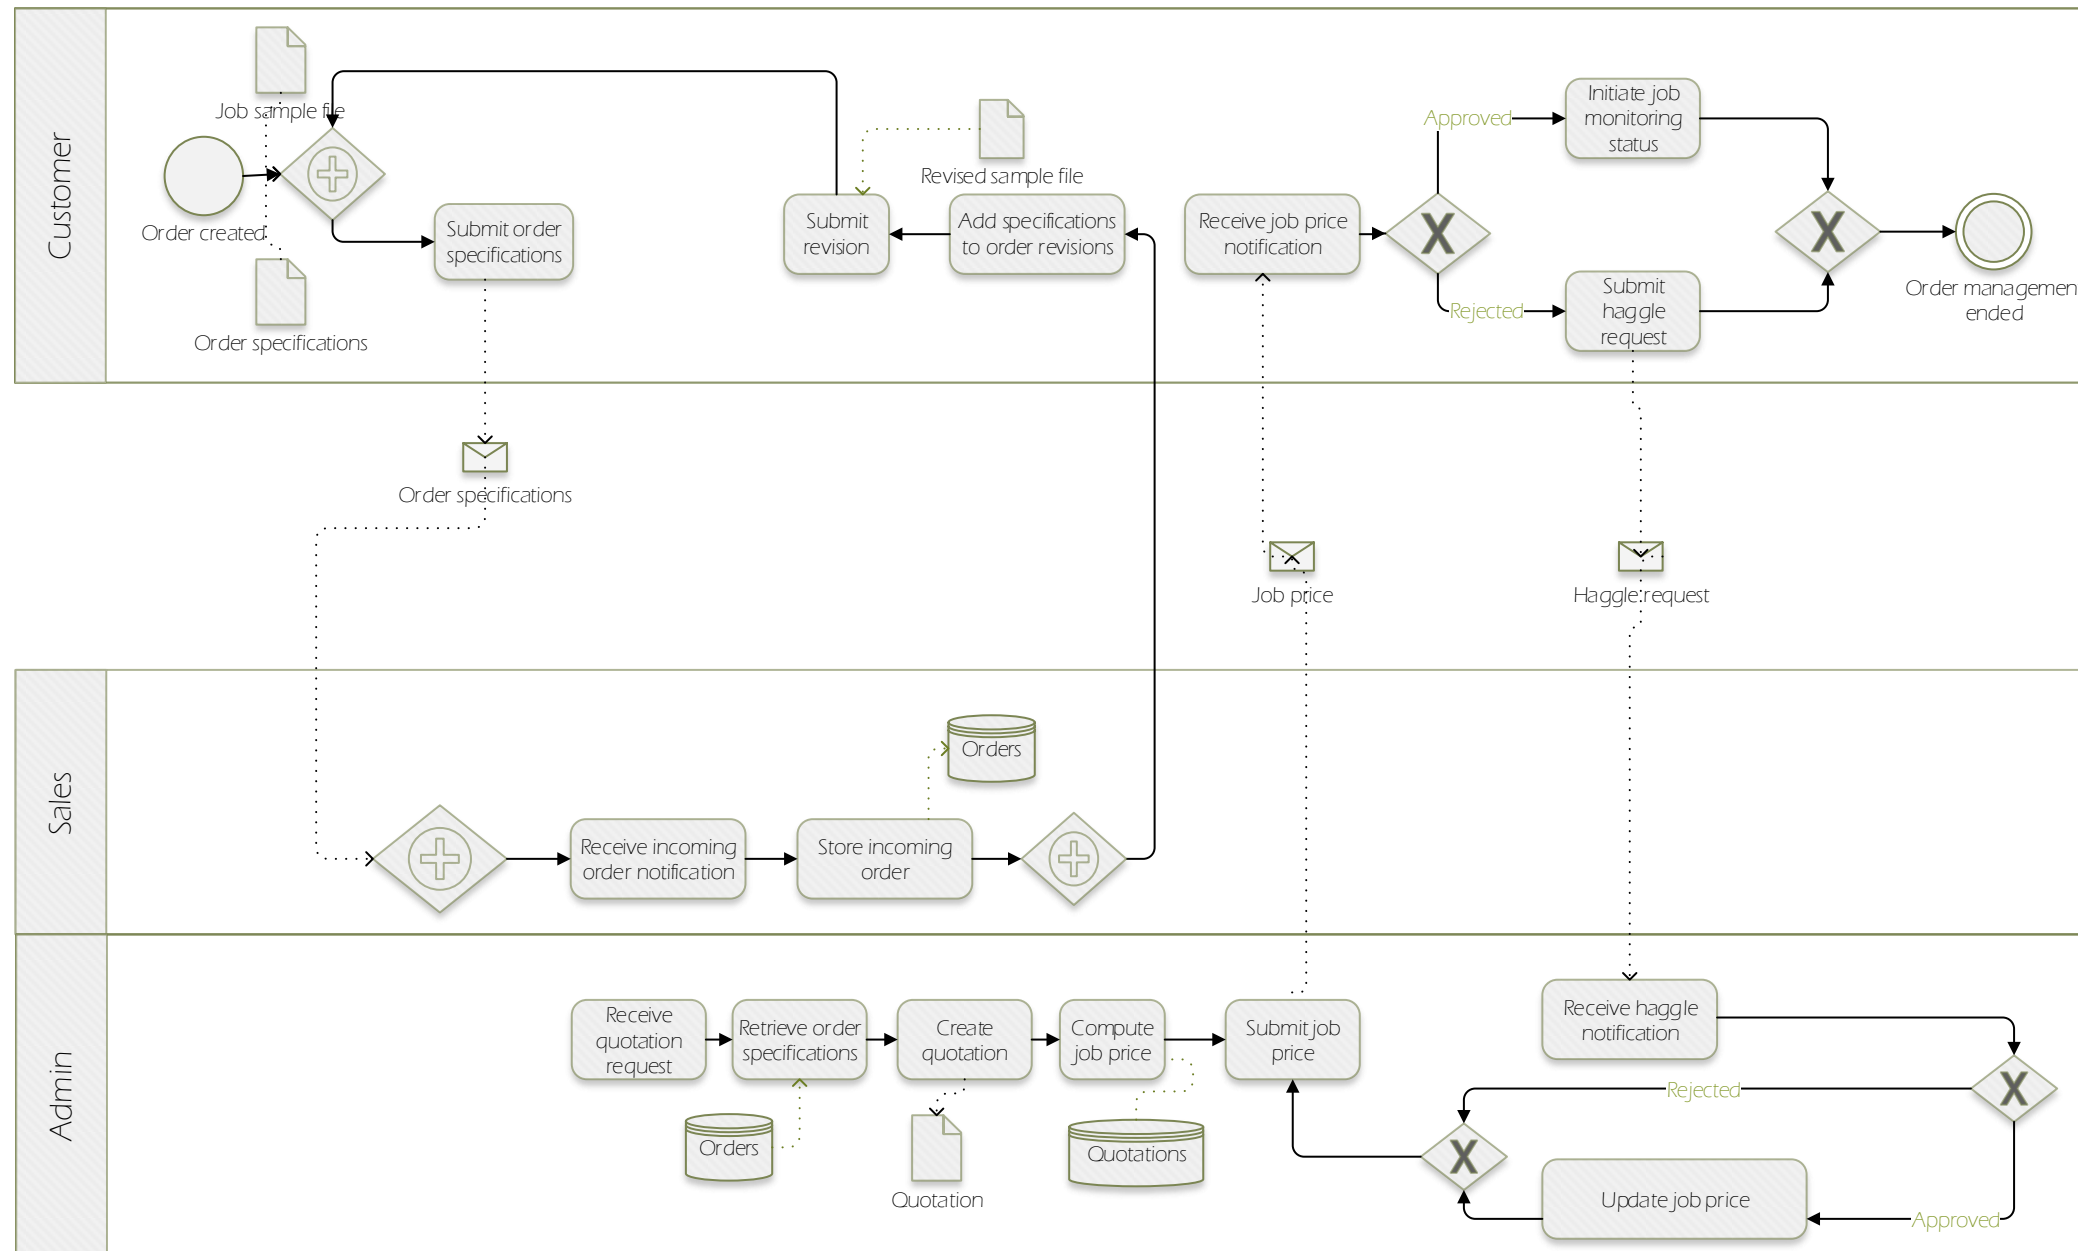 Customer
Job sample file
Order created
Order specifications
Submit order
specifications
Submit
revision
Revised sample file
Add specifications
to order revisions
Receive job price
notification
Approved
Rejected
Initiate job
monitoring
status
Submit
haggle
request
Order managemen
ended
Order specifications
Job price
Haggle request
Sales
Receive incoming
order notification
Store incoming
order
Orders
Admin
Receive
quotation
request
Retrieve order
specifications
Create
quotation
Compute
job price
Submit job
price
Orders
Quotation
Quotations
Receive haggle
notification
Rejected
Update job price
Approved